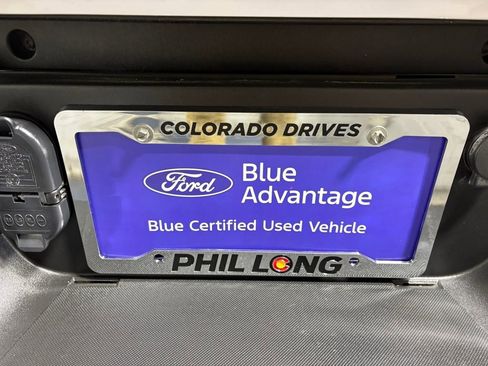 COLORADO DRIVES
Ford
Blue
Advantage
Blue Certified Used Vehicle
PHIL LONG